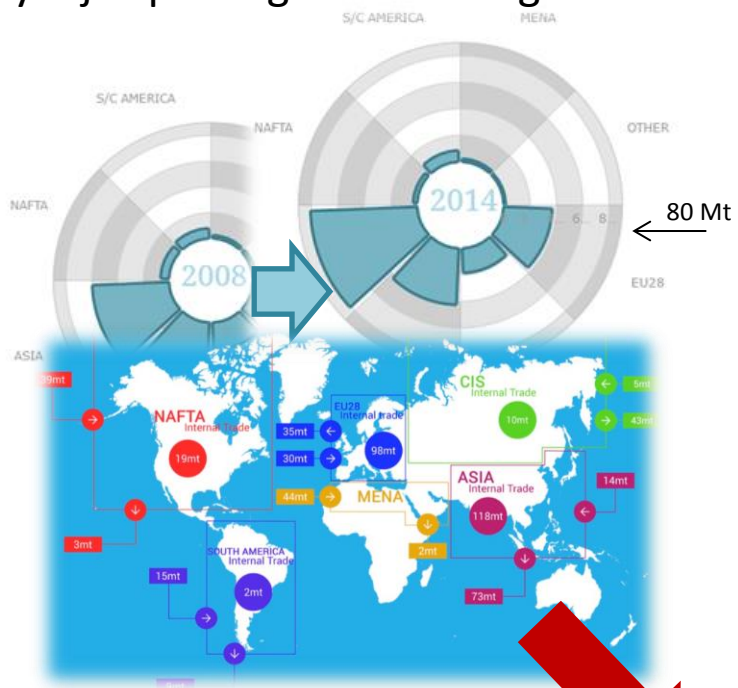 S/C AMERICA
MENA
S/C AMERICA
NAFTA
OTHER
NAFTA
2014
6
8
80 Mt
2008
EU28
ASIA
39mt
NAFTA
Internal Trade
19mt
3mt
EU28
Internal trade
35mt
30mt
98mt
CIS
Internal Trade
10mt
5mt
43mt
44mt
MENA
2mt
ASIA
Internal Trade
118mt
14mt
73mt
SOUTH AMERICA
Internal Trade
15mt
2mt